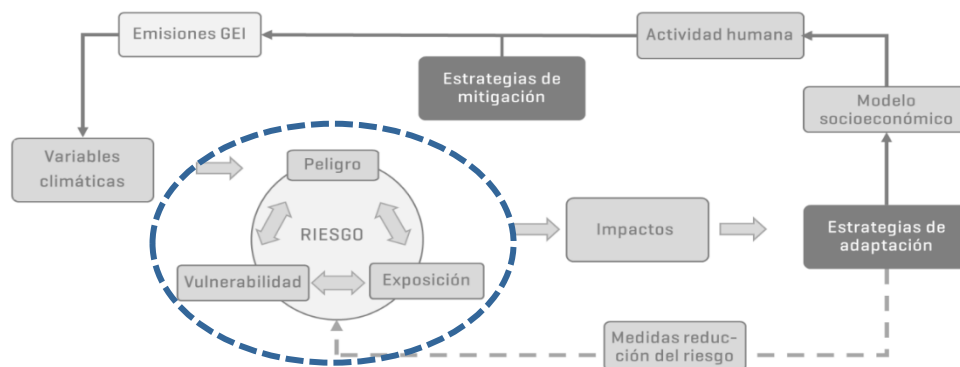 Emisiones GEI
Actividad humana
Estrategias de
mitigación
Modelo
socioeconómico
Variables
climáticas
Peligro
RIESGO
Vulnerabilidad
Exposición
Impactos
Estrategias de
adaptación
Medidas reduc-
ción del riesgo